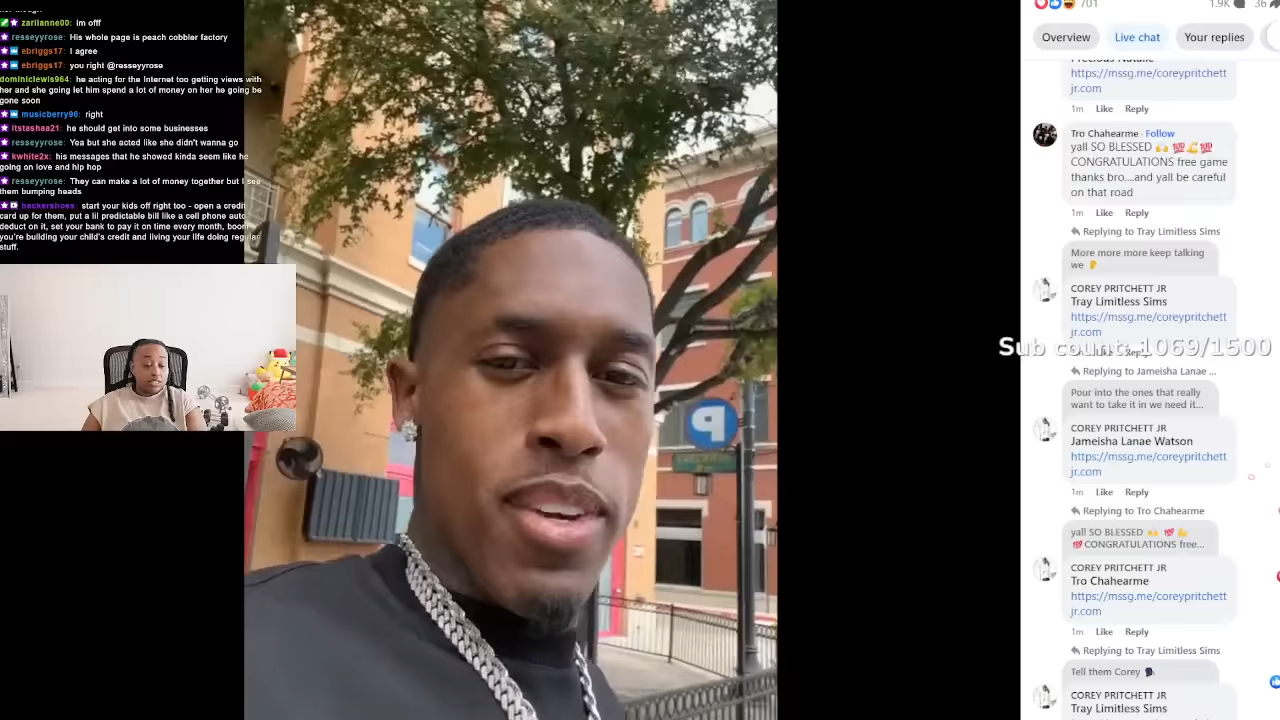 zarilanne00: im offf
resseyyrose: His whole page is peach cobbler factory
ebriggs17: I agree
ebriggs17: you right @resseyyrose
dominiclewis964: he acting for the Internet too getting views with
her and she going let him spend a lot of money on her he going be
gone soon
musicberry96: right
itstashaa21: he should get into some businesses
resseyyrose: Yea but she acted like she didn't wanna go
kwhite2x: his messages that he showed kinda seem like he
going on love and hip hop
resseyyrose: They can make a lot of money together but I see
them bumping heads
hackershoes: start your kids off right too - open a credit
card up for them, put a lil predictable bill like a cell phone auto
deduct on it, set your bank to pay it on time every month, boom
you're building your child's credit and living your life doing regular
stuff.
P
701
1.9K
36
Overview
Live chat
Your replies
https://mssg.me/coreypritchett
jr.com
1m Like Reply
Tro Chahearme · Follow
yall SO BLESSED 🙌 💯💪💯
CONGRATULATIONS free game
thanks bro....and yall be careful
on that road
1m Like Reply
Replying to Tray Limitless Sims
More more more keep talking
we 👂
COREY PRITCHETT JR
Tray Limitless Sims
https://mssg.me/coreypritchett
jr.com
Sub count: 1069/1500
Replying to Jameisha Lanae ...
Pour into the ones that really
want to take it in we need it...
COREY PRITCHETT JR
Jameisha Lanae Watson
https://mssg.me/coreypritchett
jr.com
1m Like Reply
Replying to Tro Chahearme
yall SO BLESSED 🙌 💯💪
💯CONGRATULATIONS free...
COREY PRITCHETT JR
Tro Chahearme
https://mssg.me/coreypritchett
jr.com
1m Like Reply
Replying to Tray Limitless Sims
Tell them Corey 🗣
COREY PRITCHETT JR
Tray Limitless Sims